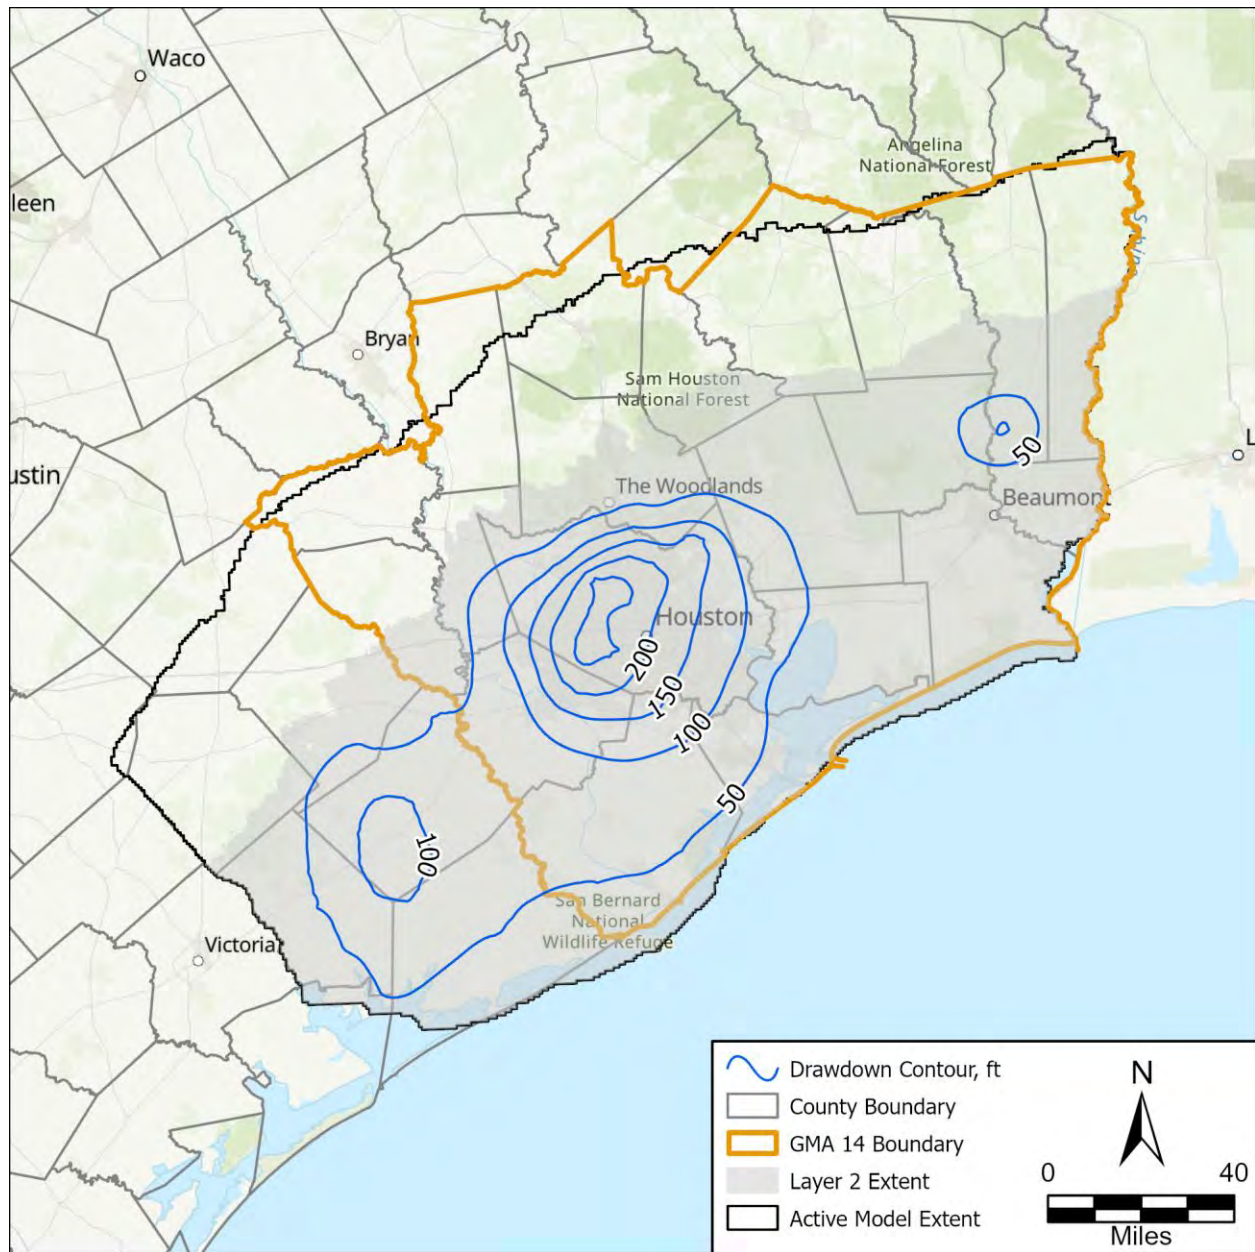 Waco
Angelina
National Forest
leen
Sabine
Bryan
Sam Houston
National Forest
50
L
ustin
The Woodlands
Beaumon
Houston
200
150
100
50
100
San Bernard
National
Wildlife Refuge
Victoria
Drawdown Contour, ft
County Boundary
GMA 14 Boundary
Layer 2 Extent
Active Model Extent
N
0 40
Miles